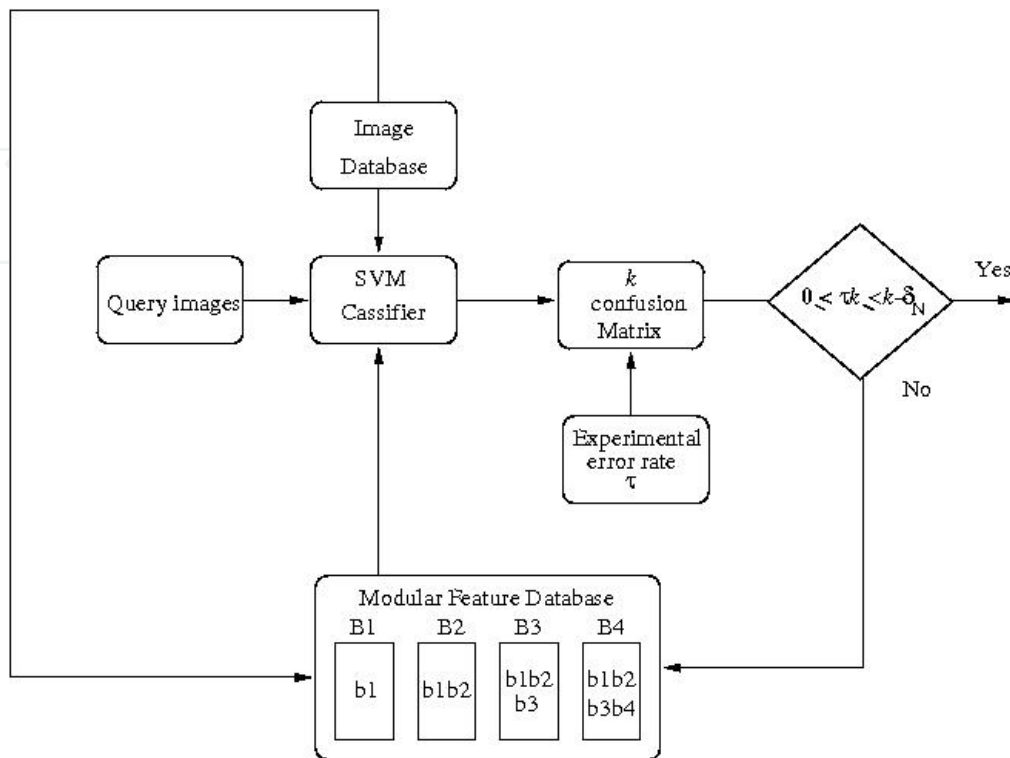 Image
Database
Query images
SVM
Cassifier
k
confusion
Matrix
0 ≤ τk ≤ k-δN
Yes
No
Experimental
error rate
τ
Modular Feature Database
B1 B2 B3 B4
b1
b1b2
b1b2
b3
b1b2
b3b4